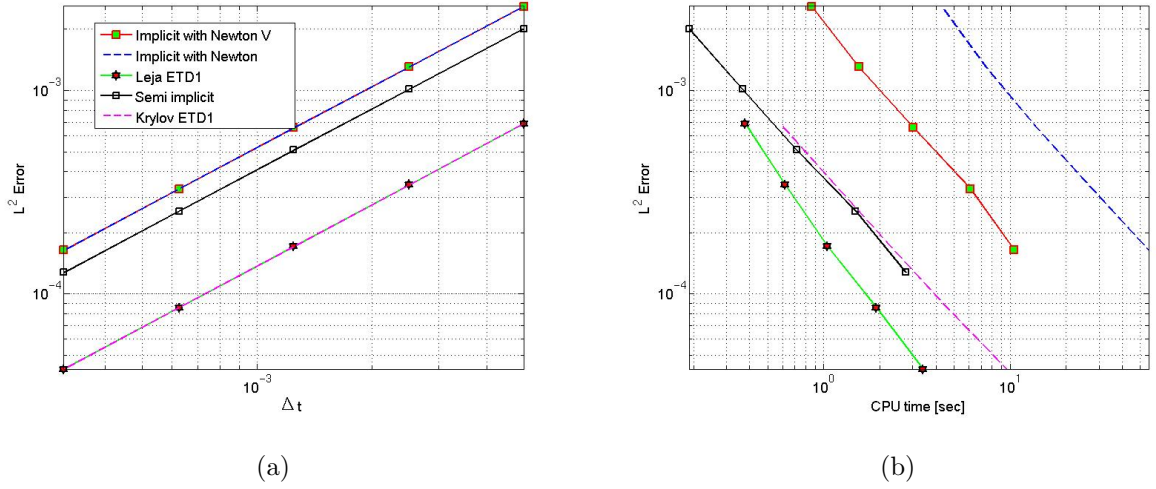 10^-3
10^-4
L^2 Error
Implicit with Newton V
Implicit with Newton
Leja ETD1
Semi implicit
Krylov ETD1
10^-3
Δ t
(a)
10^-3
10^-4
L^2 Error
10^0
10^1
CPU time [sec]
(b)